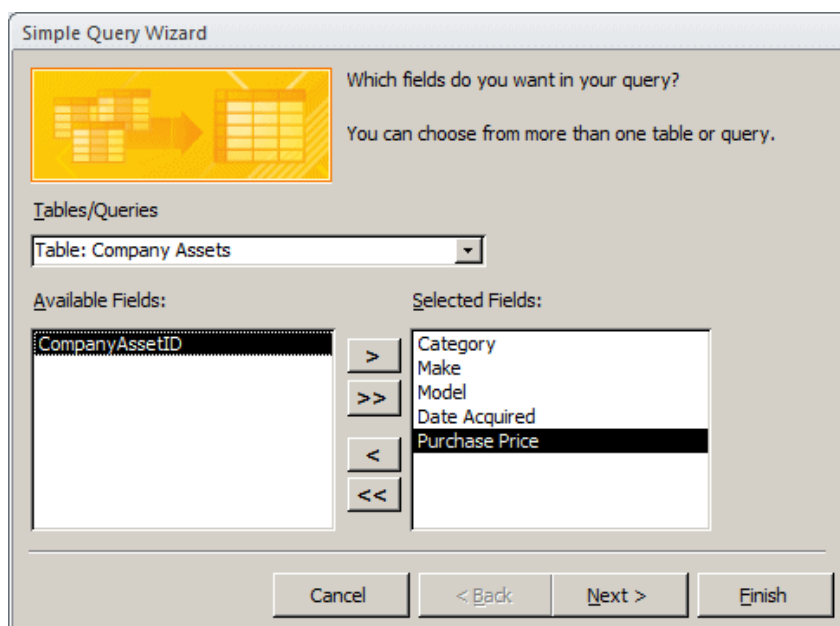 Simple Query Wizard
Which fields do you want in your query?
You can choose from more than one table or query.
Tables/Queries
Table: Company Assets
Available Fields:
CompanyAssetID
>
>>
<
<<
Selected Fields:
Category
Make
Model
Date Acquired
Purchase Price
Cancel
< Back
Next >
Finish